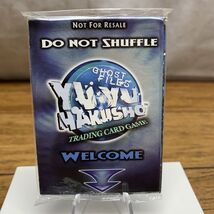 NOT FOR RESALE
DO NOT SHUFFLE
GHOST
FILES
YU YU
HAKUSHO
TRADING CARD GAME
WELCOME